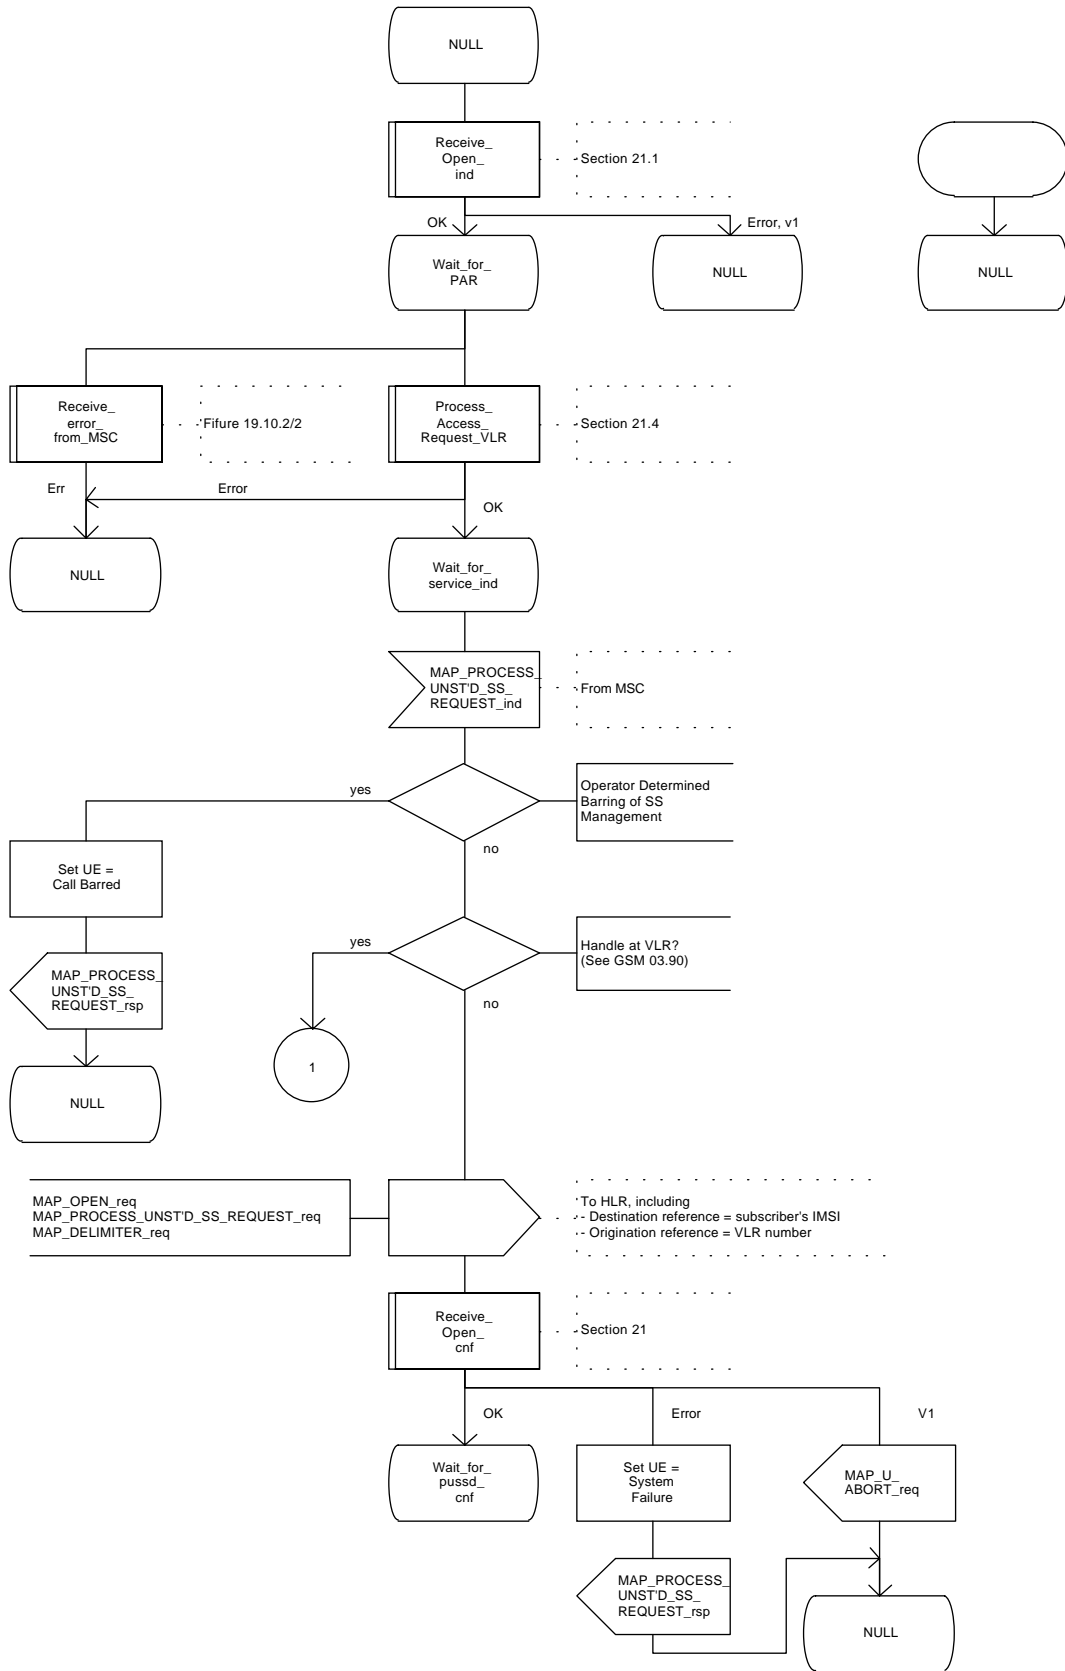 NULL
Receive_
Open_
ind
Section 21.1
OK
Error, v1
Wait_for_
PAR
NULL
NULL
Receive_
error_
from_MSC
Fifure 19.10.2/2
Process_
Access_
Request_VLR
Section 21.4
Err
Error
OK
NULL
Wait_for_
service_ind
MAP_PROCESS_
UNST'D_SS_
REQUEST_ind
From MSC
yes
Operator Determined
Barring of SS
Management
no
Set UE =
Call Barred
yes
Handle at VLR?
(See GSM 03.90)
no
MAP_PROCESS_
UNST'D_SS_
REQUEST_rsp
1
NULL
MAP_OPEN_req
MAP_PROCESS_UNST'D_SS_REQUEST_req
MAP_DELIMITER_req
To HLR, including
- Destination reference = subscriber's IMSI
- Origination reference = VLR number
Receive_
Open_
cnf
Section 21
OK
Error
V1
Wait_for_
pussd_
cnf
Set UE =
System
Failure
MAP_U_
ABORT_req
MAP_PROCESS_
UNST'D_SS_
REQUEST_rsp
NULL